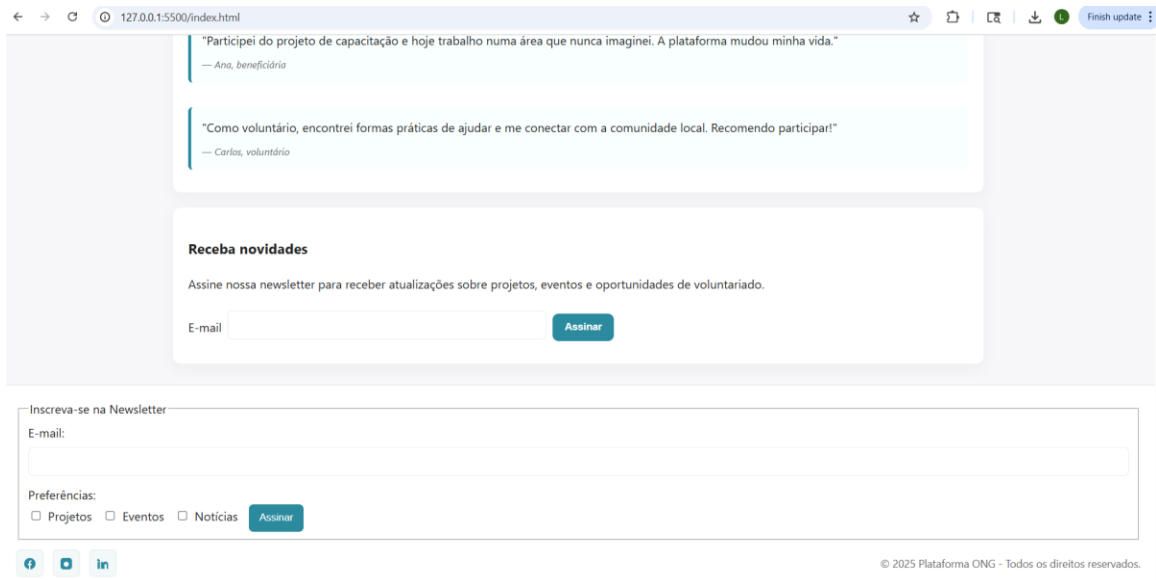 127.0.0.1:5500/index.html
L
Finish update
"Participei do projeto de capacitação e hoje trabalho numa área que nunca imaginei. A plataforma mudou minha vida."
— Ana, beneficiária
"Como voluntário, encontrei formas práticas de ajudar e me conectar com a comunidade local. Recomendo participar!"
— Carlos, voluntário
Receba novidades
Assine nossa newsletter para receber atualizações sobre projetos, eventos e oportunidades de voluntariado.
E-mail Assinar
Inscreva-se na Newsletter
E-mail:
Preferências:
Projetos Eventos Notícias Assinar
in © 2025 Plataforma ONG - Todos os direitos reservados.